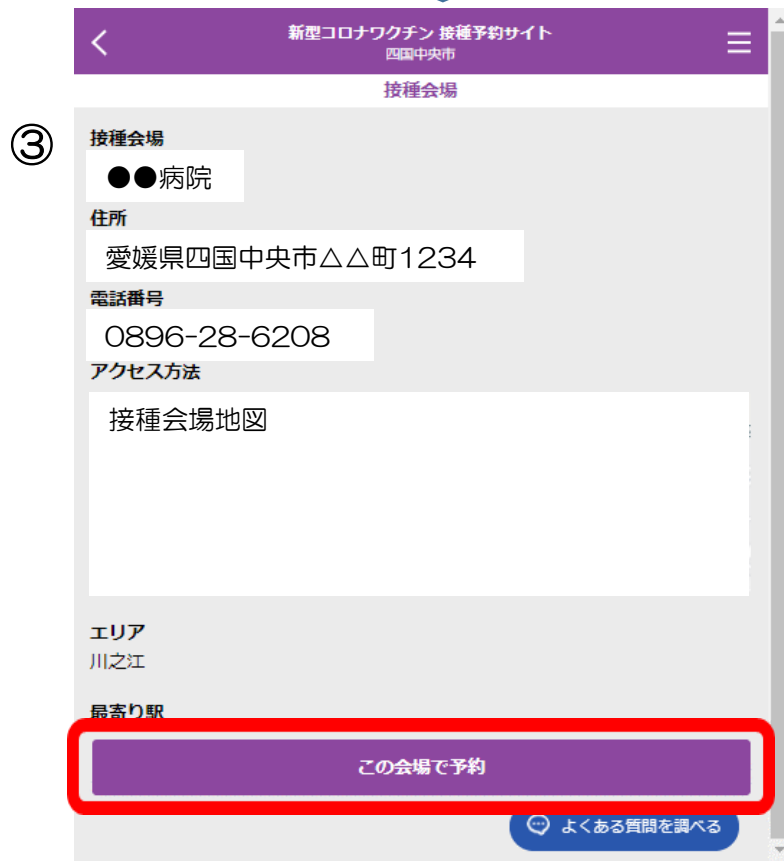 新型コロナワクチン 接種予約サイト
四国中央市
接種会場
③
接種会場
●●病院
住所
愛媛県四国中央市△△町1234
電話番号
0896-28-6208
アクセス方法
接種会場地図
エリア
川之江
最寄り駅
この会場で予約
よくある質問を調べる